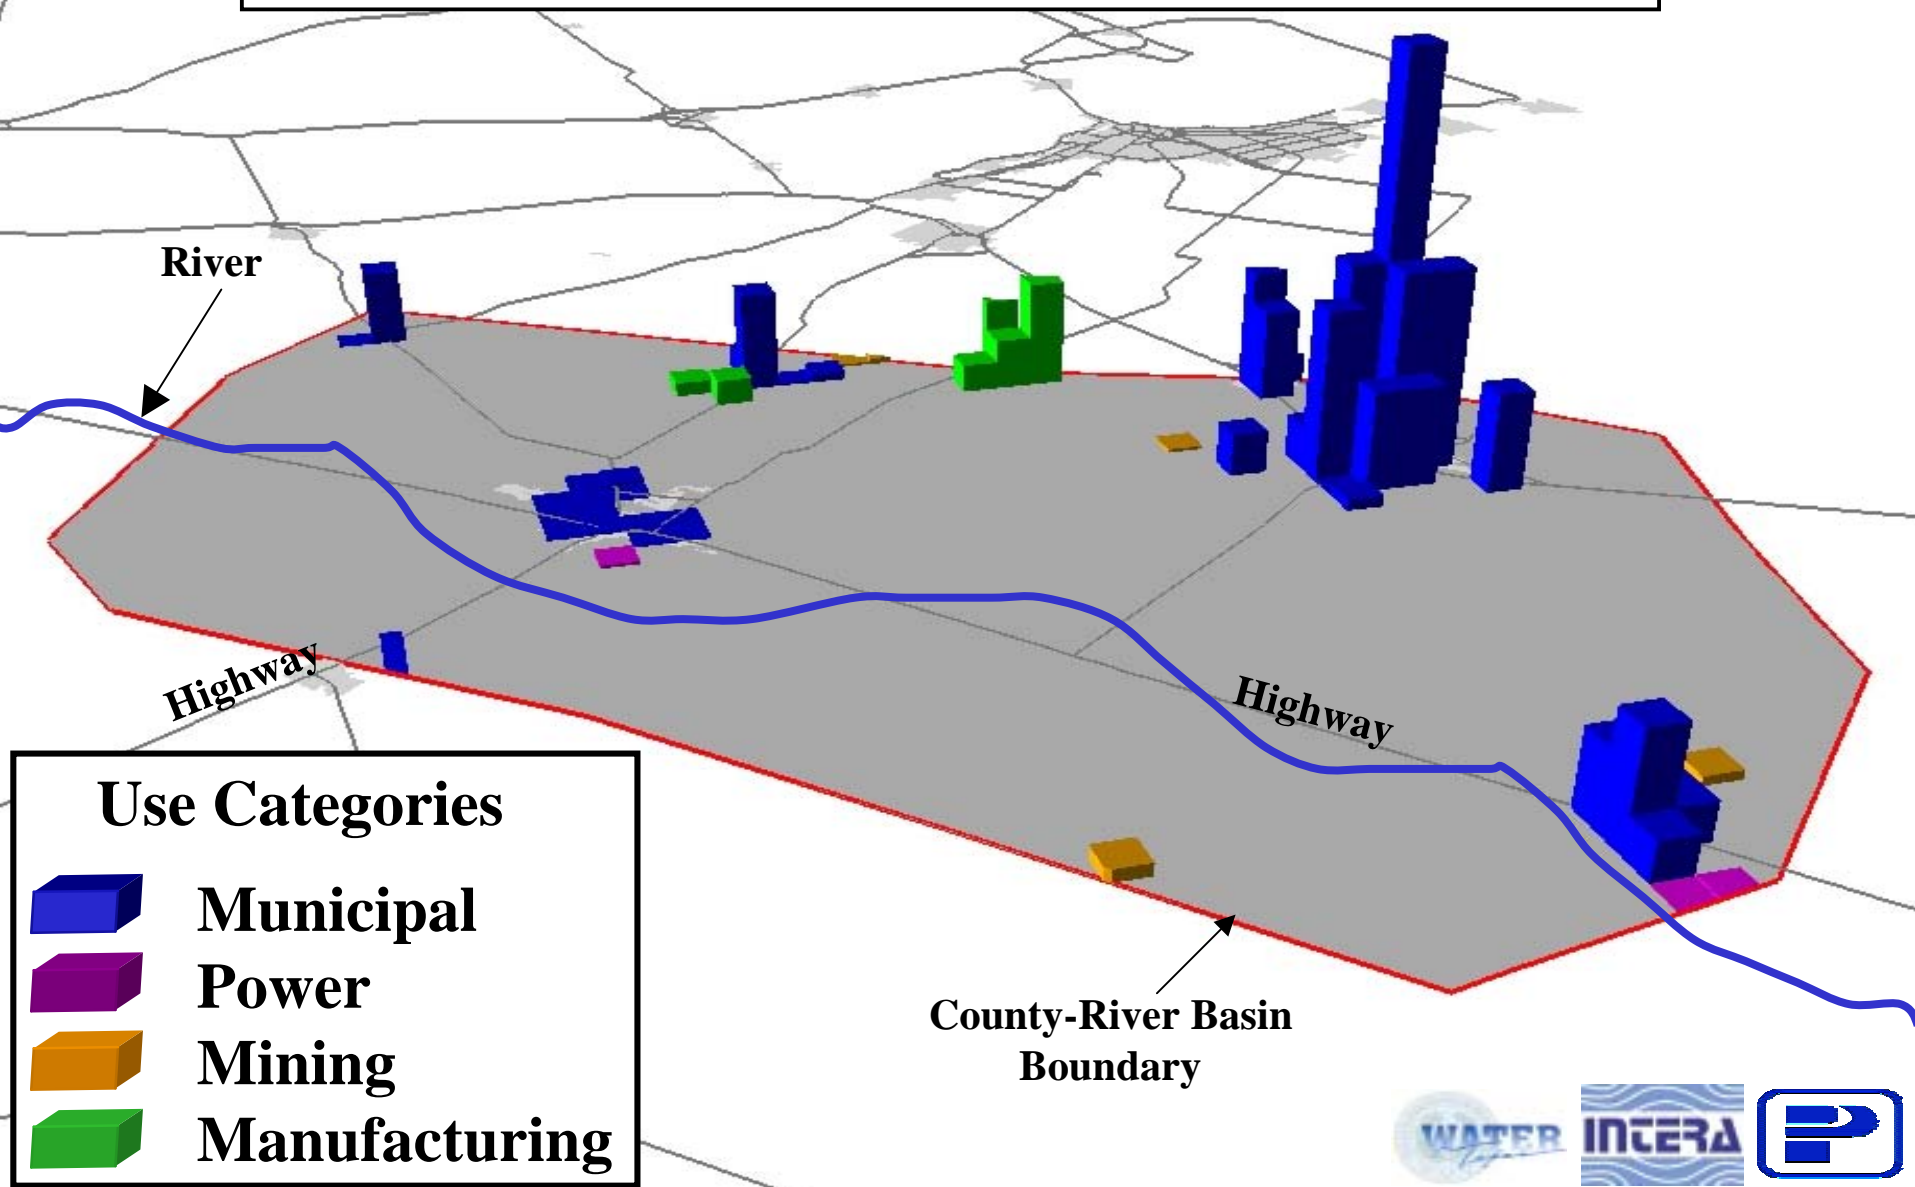 River
Highway
Highway
Use Categories
Municipal
Power
Mining
Manufacturing
County-River Basin
Boundary
WATER
INTERA